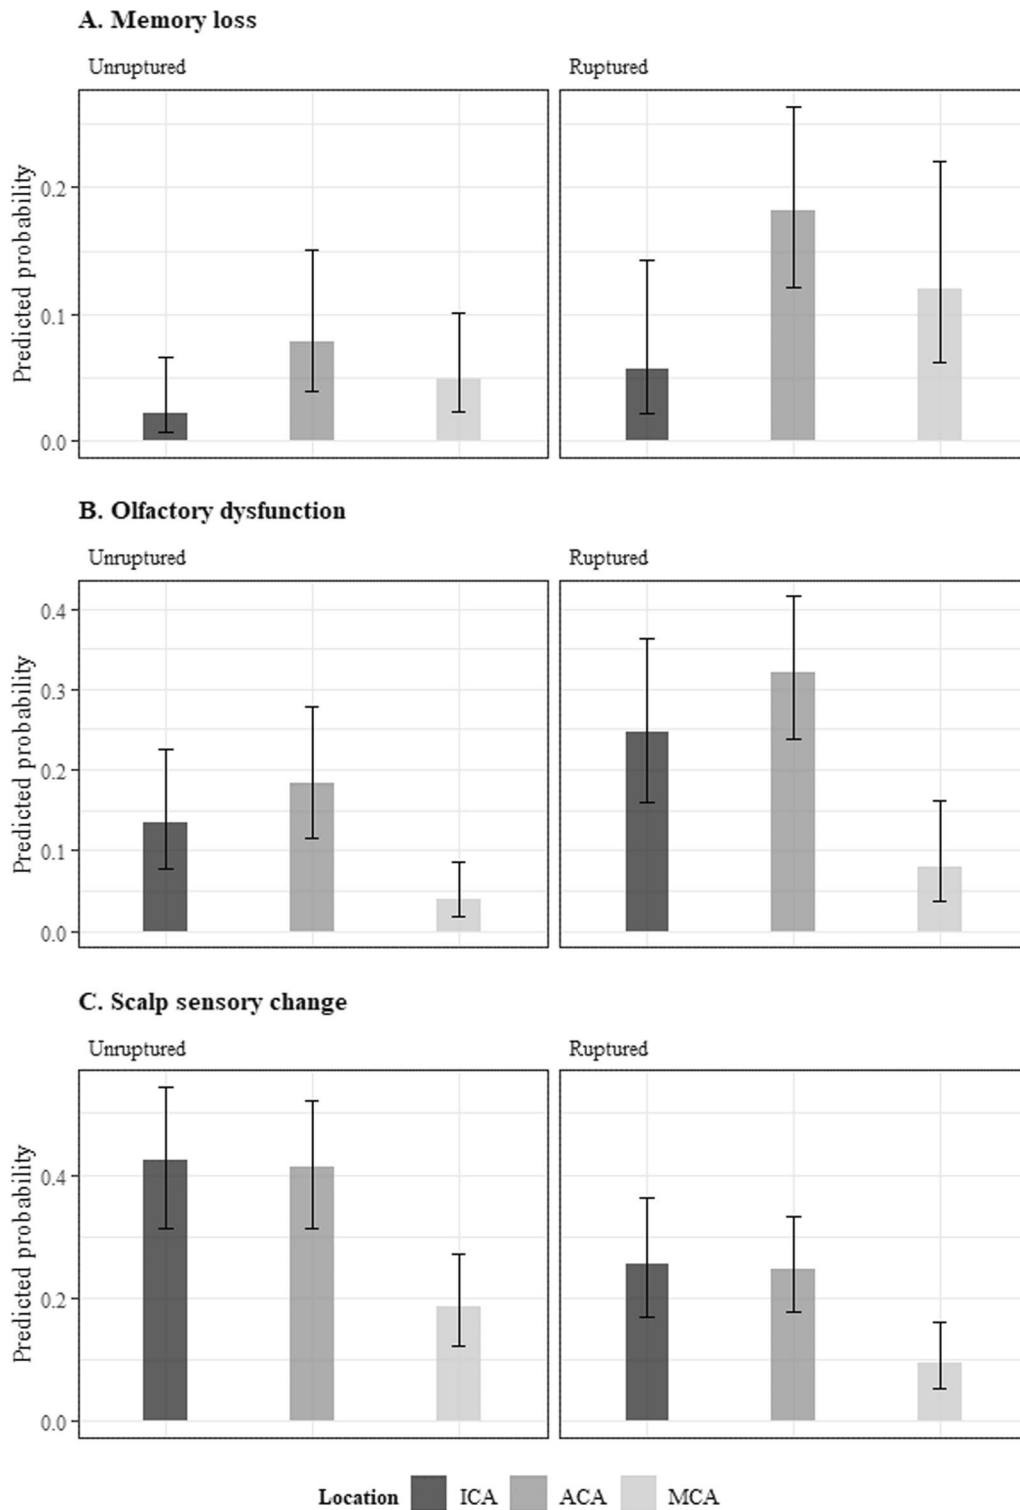 A. Memory loss
Unruptured
Ruptured
Predicted probability
0.2
0.1
0.0
B. Olfactory dysfunction
Unruptured
Ruptured
Predicted probability
0.4
0.3
0.2
0.1
0.0
C. Scalp sensory change
Unruptured
Ruptured
Predicted probability
0.4
0.2
0.0
Location ICA ACA MCA